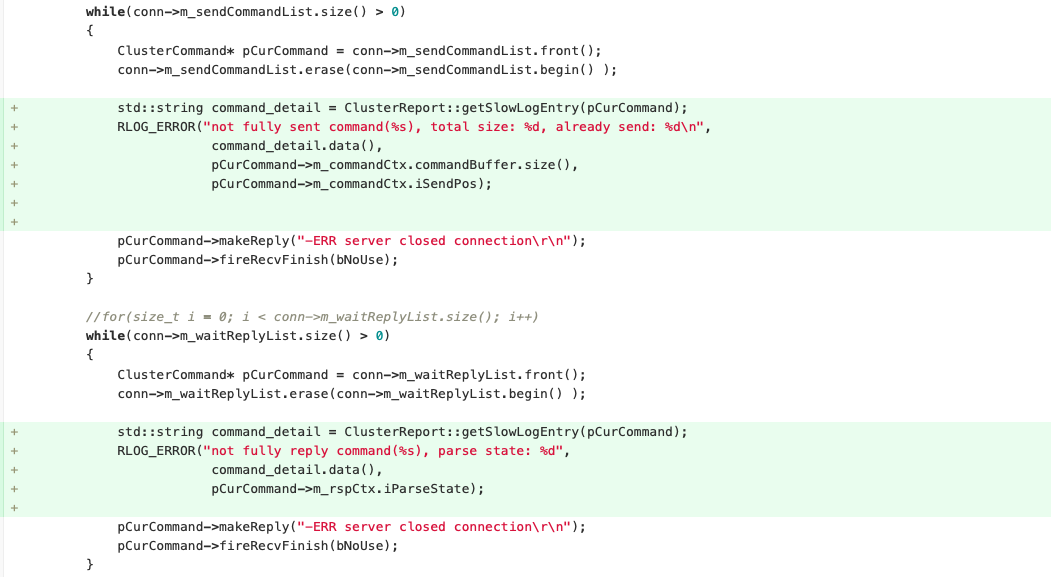 while(conn->m_sendCommandList.size() > 0)
{
ClusterCommand* pCurCommand = conn->m_sendCommandList.front();
conn->m_sendCommandList.erase(conn->m_sendCommandList.begin() );
+ std::string command_detail = ClusterReport::getSlowLogEntry(pCurCommand);
+ RLOG_ERROR("not fully sent command(%s), total size: %d, already send: %d\n",
+ command_detail.data(),
+ pCurCommand->m_commandCtx.commandBuffer.size(),
+ pCurCommand->m_commandCtx.iSendPos);
+
+
pCurCommand->makeReply("-ERR server closed connection\r\n");
pCurCommand->fireRecvFinish(bNoUse);
}
//for(size_t i = 0; i < conn->m_waitReplyList.size(); i++)
while(conn->m_waitReplyList.size() > 0)
{
ClusterCommand* pCurCommand = conn->m_waitReplyList.front();
conn->m_waitReplyList.erase(conn->m_waitReplyList.begin() );
+ std::string command_detail = ClusterReport::getSlowLogEntry(pCurCommand);
+ RLOG_ERROR("not fully reply command(%s), parse state: %d",
+ command_detail.data(),
+ pCurCommand->m_rspCtx.iParseState);
+
pCurCommand->makeReply("-ERR server closed connection\r\n");
pCurCommand->fireRecvFinish(bNoUse);
}